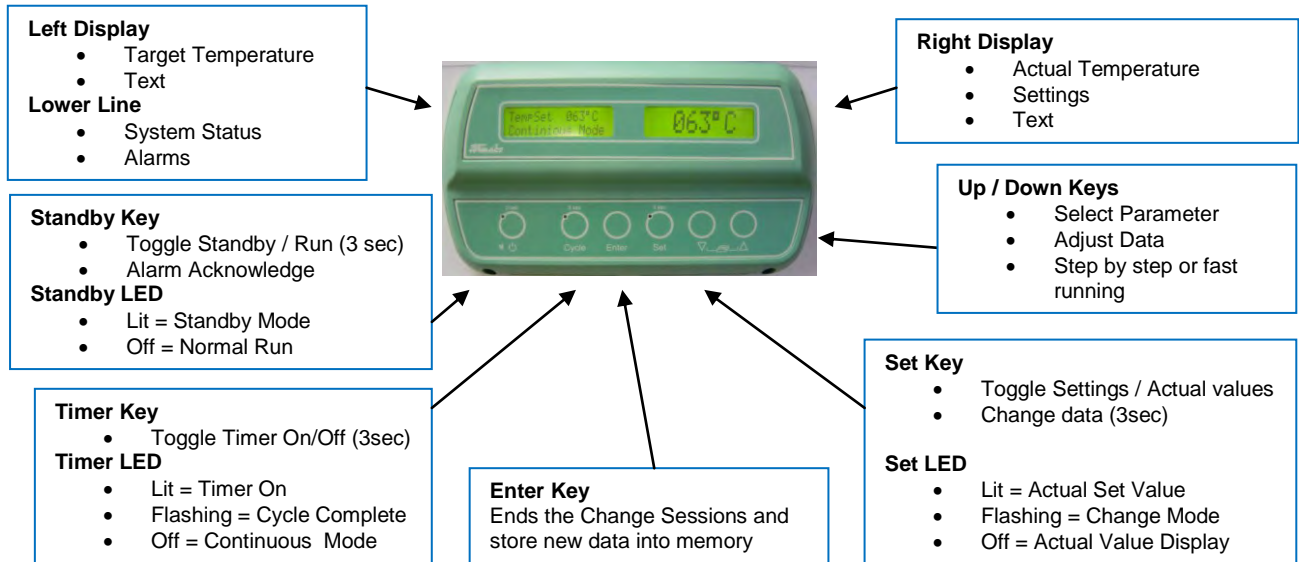 Left Display
• Target Temperature
• Text
Lower Line
• System Status
• Alarms
Right Display
• Actual Temperature
• Settings
• Text
TempSet 063°C
Continious Mode
063°C
Up / Down Keys
• Select Parameter
• Adjust Data
• Step by step or fast
running
Standby Key
• Toggle Standby / Run (3 sec)
• Alarm Acknowledge
Standby LED
• Lit = Standby Mode
• Off = Normal Run
Cycle Enter Set
Timer Key
• Toggle Timer On/Off (3sec)
Timer LED
• Lit = Timer On
• Flashing = Cycle Complete
• Off = Continuous Mode
Enter Key
Ends the Change Sessions and
store new data into memory
Set Key
• Toggle Settings / Actual values
• Change data (3sec)
Set LED
• Lit = Actual Set Value
• Flashing = Change Mode
• Off = Actual Value Display